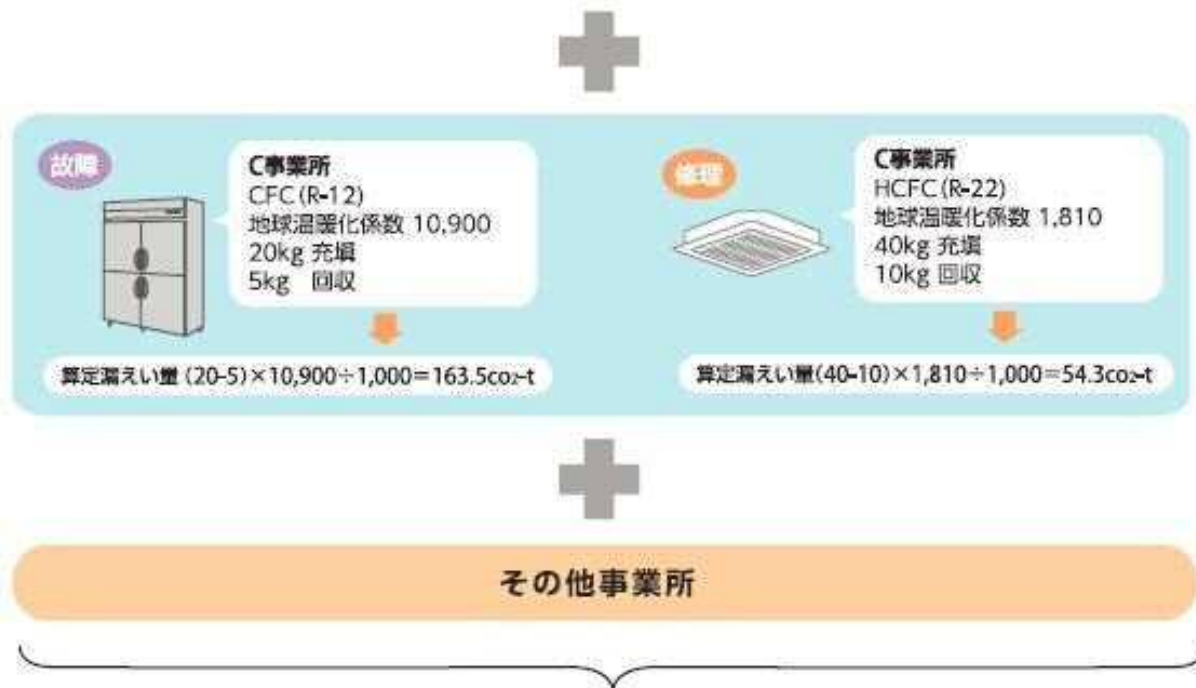 故障
C事業所
CFC(R-12)
地球温暖化係数 10,900
20kg 充塡
5kg 回収
算定漏えい量 (20-5)×10,900÷1,000=163.5co₂-t
修理
C事業所
HCFC(R-22)
地球温暖化係数 1,810
40kg 充塡
10kg 回収
算定漏えい量(40-10)×1,810÷1,000=54.3co₂-t
その他事業所